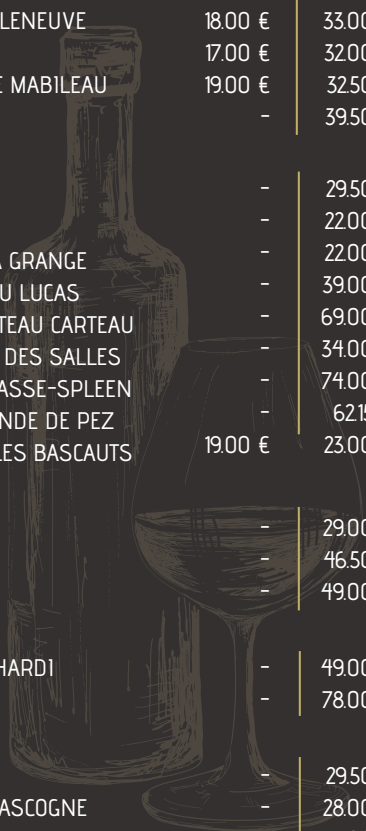 LENEUVE 18.00 € 33.00
17.00 € 32.00
E MABILEAU 19.00 € 32.50
- 39.50
- 29.50
- 22.00
A GRANGE - 22.00
U LUCAS - 39.00
TEAU CARTEAU - 69.00
DES SALLES - 34.00
ASSE-SPLEEN - 74.00
NDE DE PEZ - 62.15
LES BASCAUTS 19.00 € 23.00
- 29.00
- 46.50
- 49.00
HARDI - 49.00
- 78.00
- 29.50
ASCOGNE - 28.00